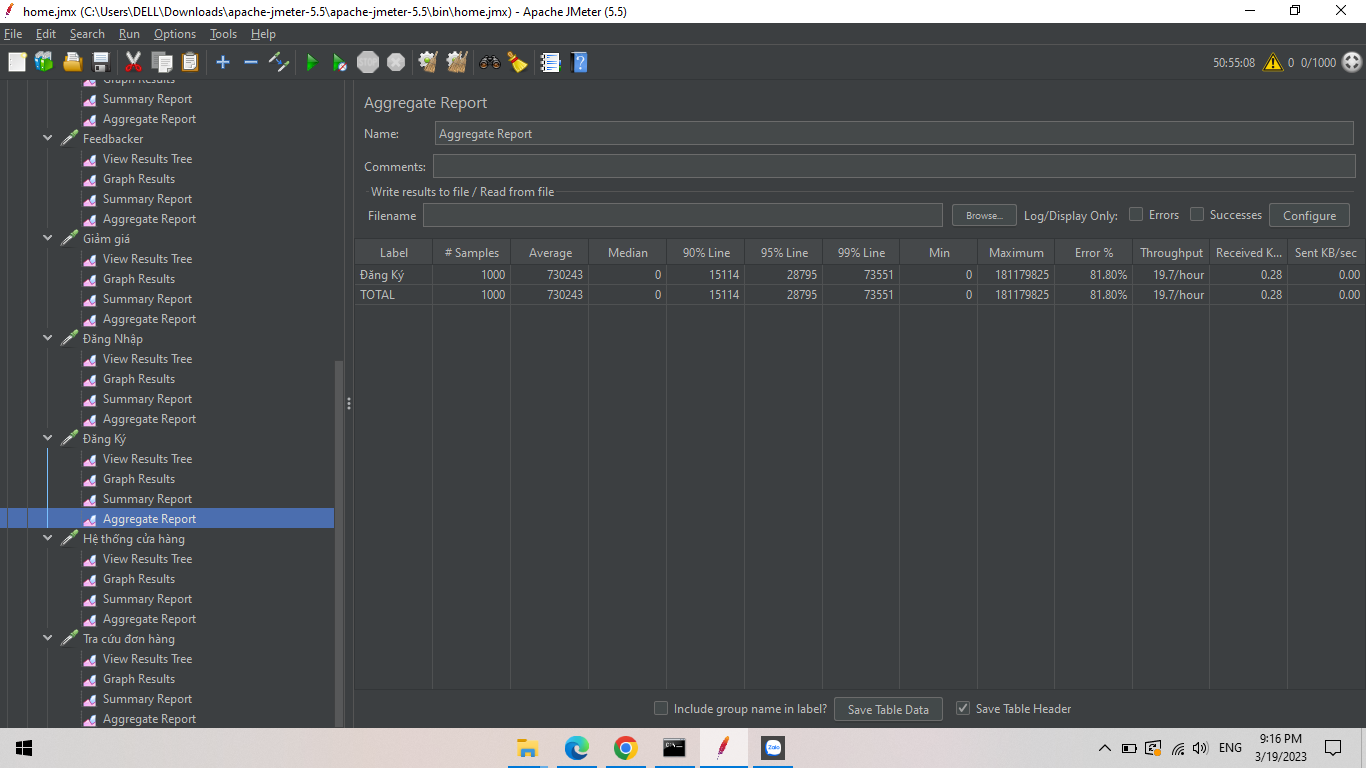 home.jmx (C:\Users\DELL\Downloads\apache-jmeter-5.5\apache-jmeter-5.5\bin\home.jmx) - Apache JMeter (5.5)
File Edit Search Run Options Tools Help
STOP 50:55:08 0 0/1000
Graph Results
Summary Report
Aggregate Report
Feedbacker
View Results Tree
Graph Results
Summary Report
Aggregate Report
Giảm giá
View Results Tree
Graph Results
Summary Report
Aggregate Report
Đăng Nhập
View Results Tree
Graph Results
Summary Report
Aggregate Report
Đăng Ký
View Results Tree
Graph Results
Summary Report
Aggregate Report
Hệ thống cửa hàng
View Results Tree
Graph Results
Summary Report
Aggregate Report
Tra cứu đơn hàng
View Results Tree
Graph Results
Summary Report
Aggregate Report
Aggregate Report
Name: Aggregate Report
Comments:
Write results to file / Read from file
Filename Browse... Log/Display Only: Errors Successes Configure
Label # Samples Average Median 90% Line 95% Line 99% Line Min Maximum Error % Throughput Received K... Sent KB/sec
Đăng Ký 1000 730243 0 15114 28795 73551 0 181179825 81.80% 19.7/hour 0.28 0.00
TOTAL 1000 730243 0 15114 28795 73551 0 181179825 81.80% 19.7/hour 0.28 0.00
Include group name in label? Save Table Data Save Table Header
Zalo
ENG
9:16 PM
3/19/2023